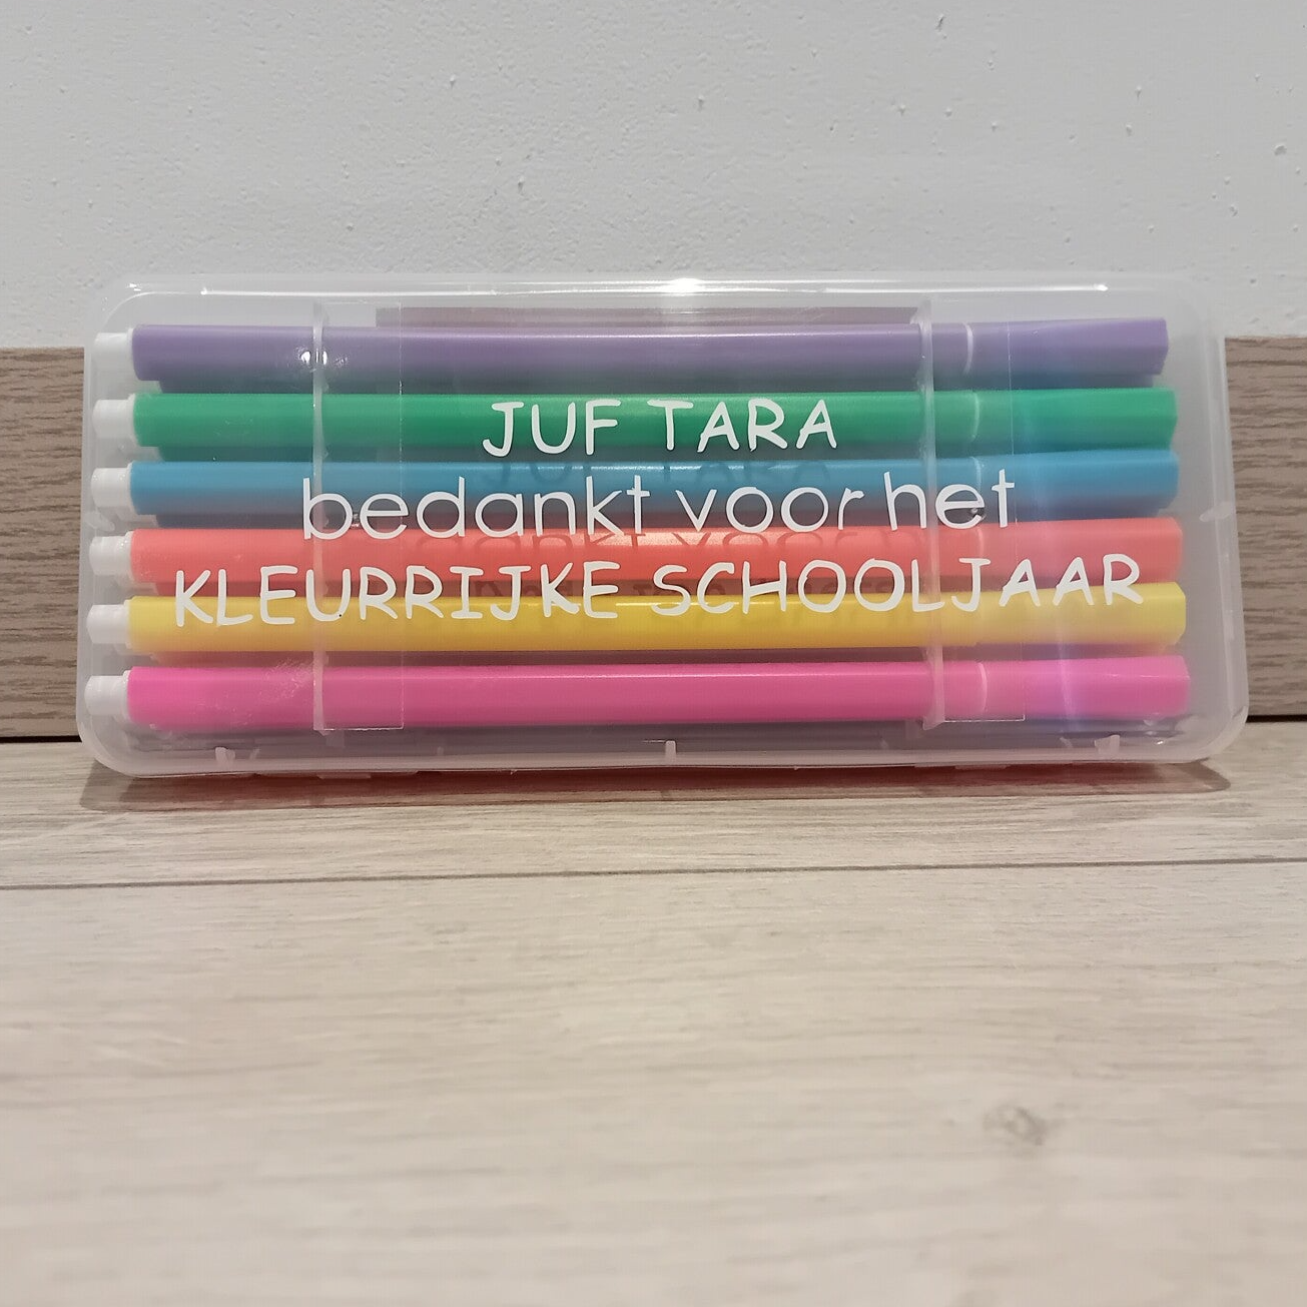 JUF TARA
bedankt voor het
KLEURRIJKE SCHOOLJAAR